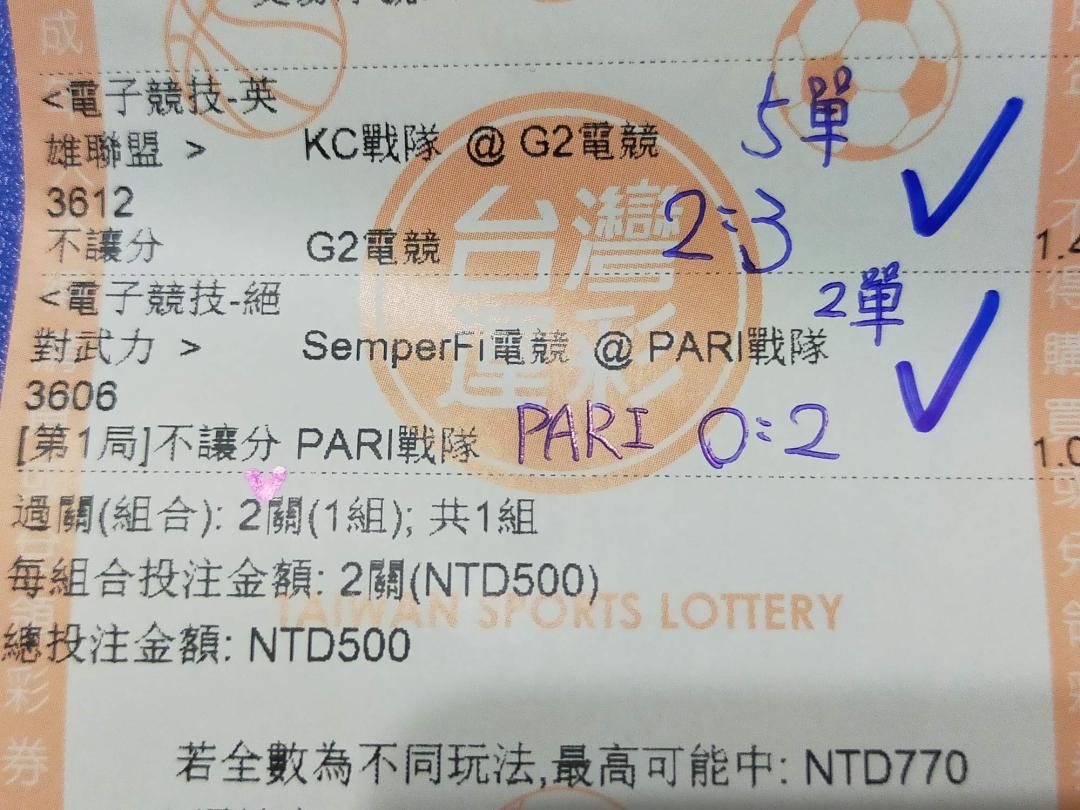 <電子競技-英
雄聯盟 > KC戰隊 @ G2電競 5單
3612
不讓分 G2電競 2:3
<電子競技-絕
對武力 > SemperFi電競 @ PARI戰隊 2單
3606
[第1局]不讓分 PARI戰隊 PARI 0:2
過關(組合): 2關(1組); 共1組
每組合投注金額: 2關(NTD500)
TAIWAN SPORTS LOTTERY
總投注金額: NTD500
若全數為不同玩法,最高可能中: NTD770
台灣
運彩